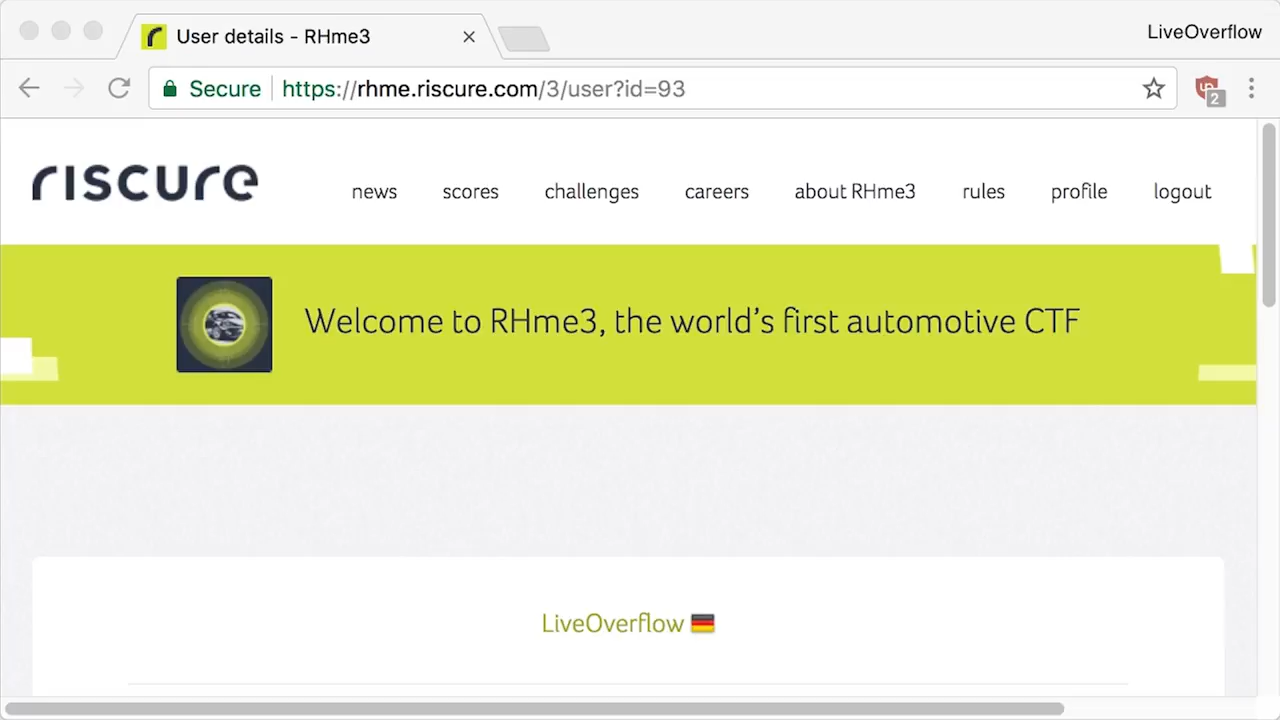 User details - RHme3
LiveOverflow
Secure https://rhme.riscure.com/3/user?id=93
2
riscure
news scores challenges careers about RHme3 rules profile logout
Welcome to RHme3, the world’s first automotive CTF
LiveOverflow